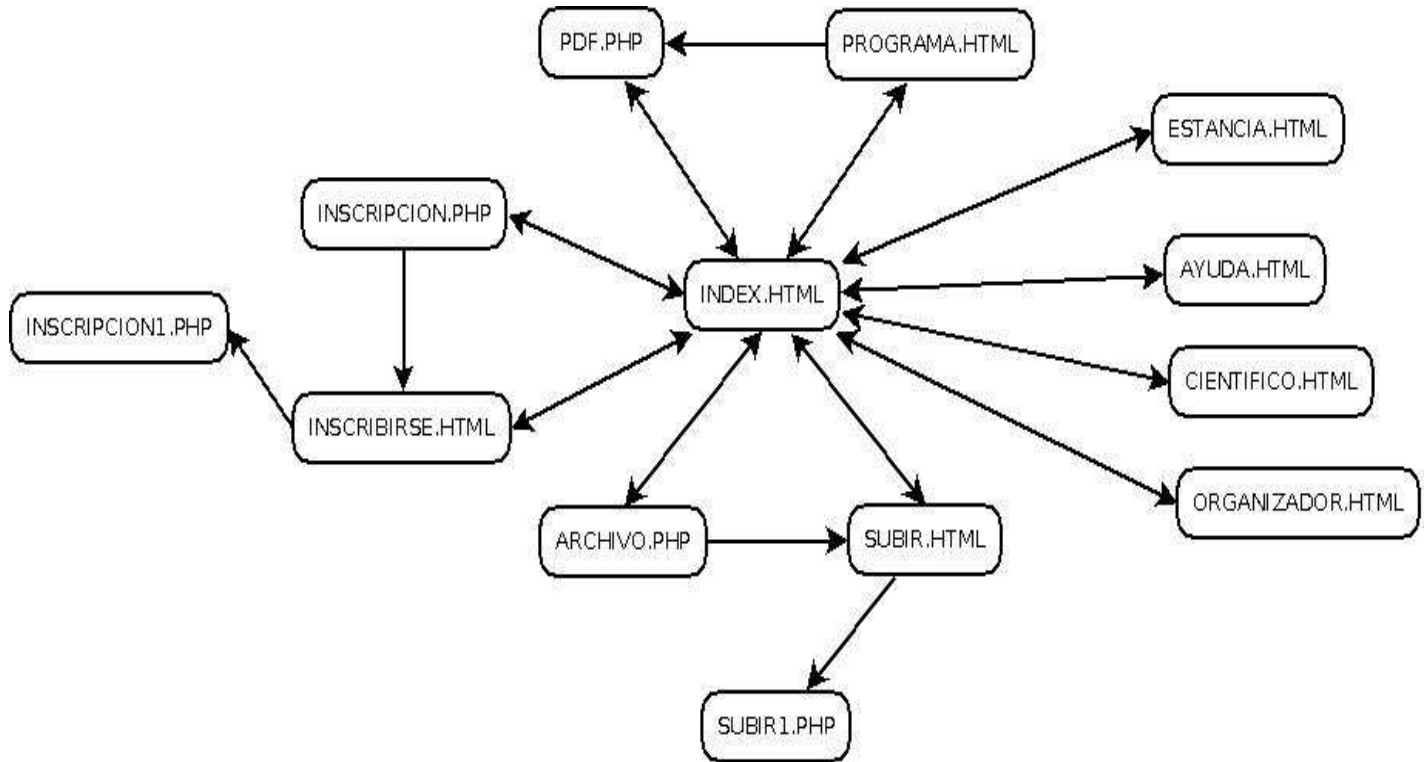 PDF.PHP
PROGRAMA.HTML
ESTANCIA.HTML
INSCRIPCION.PHP
INDEX.HTML
AYUDA.HTML
INSCRIPCION1.PHP
CIENTIFICO.HTML
INSCRIBIRSE.HTML
ORGANIZADOR.HTML
ARCHIVO.PHP
SUBIR.HTML
SUBIR1.PHP